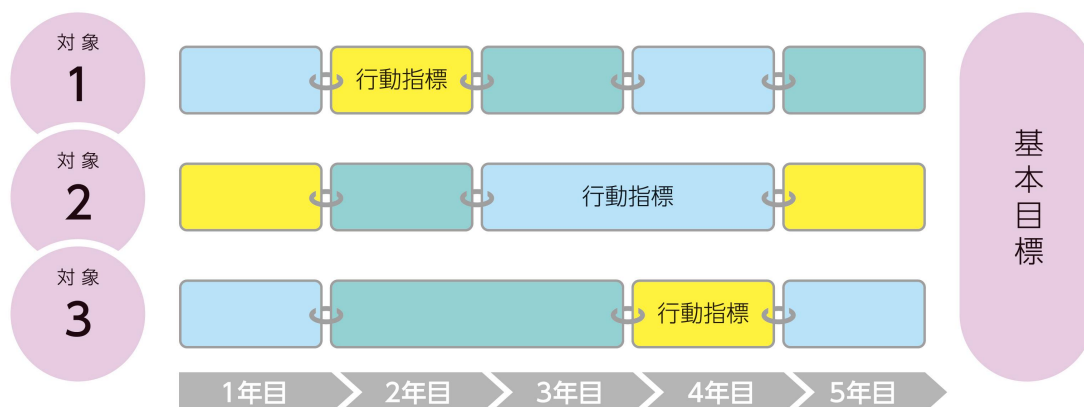 対象
1
行動指標
対象
2
行動指標
対象
3
行動指標
1年目 2年目 3年目 4年目 5年目
基本目標